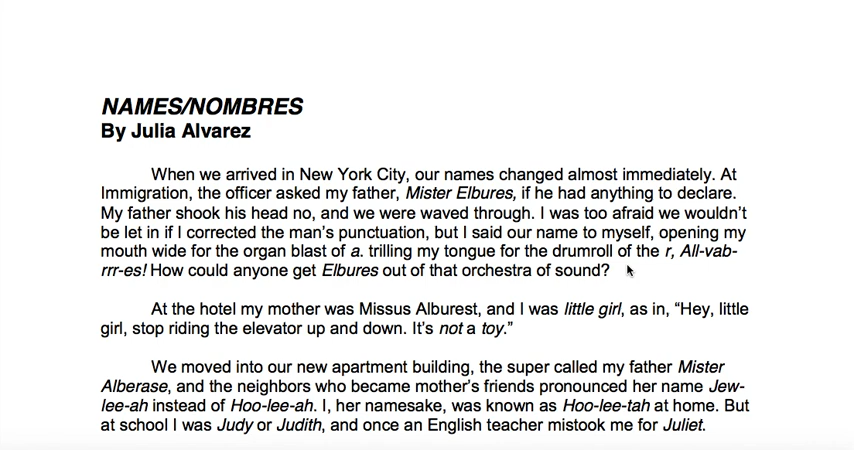 NAMES/NOMBRES
By Julia Alvarez
When we arrived in New York City, our names changed almost immediately. At
Immigration, the officer asked my father, Mister Elbures, if he had anything to declare.
My father shook his head no, and we were waved through. I was too afraid we wouldn't
be let in if I corrected the man's punctuation, but I said our name to myself, opening my
mouth wide for the organ blast of a. trilling my tongue for the drumroll of the r, All-vab-
rrr-es! How could anyone get Elbures out of that orchestra of sound?
At the hotel my mother was Missus Alburest, and I was little girl, as in, “Hey, little
girl, stop riding the elevator up and down. It's not a toy.”
We moved into our new apartment building, the super called my father Mister
Alberase, and the neighbors who became mother's friends pronounced her name Jew-
lee-ah instead of Hoo-lee-ah. I, her namesake, was known as Hoo-lee-tah at home. But
at school I was Judy or Judith, and once an English teacher mistook me for Juliet.